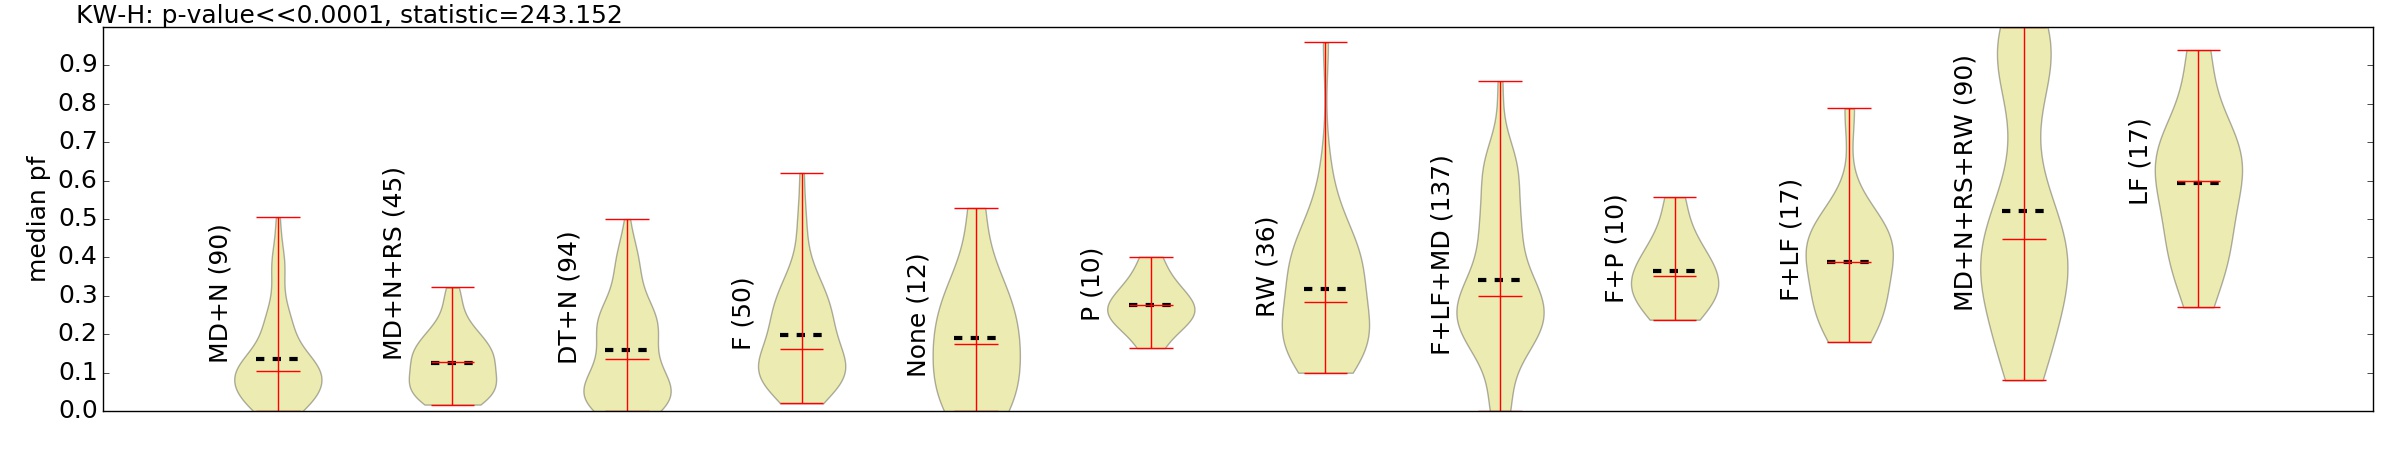 KW-H: p-value<<0.0001, statistic=243.152
median pf
0.9
0.8
0.7
0.6
0.5
0.4
0.3
0.2
0.1
0.0
MD+N (90)
MD+N+RS (45)
DT+N (94)
F (50)
None (12)
P (10)
RW (36)
F+LF+MD (137)
F+P (10)
F+LF (17)
MD+N+RS+RW (90)
LF (17)